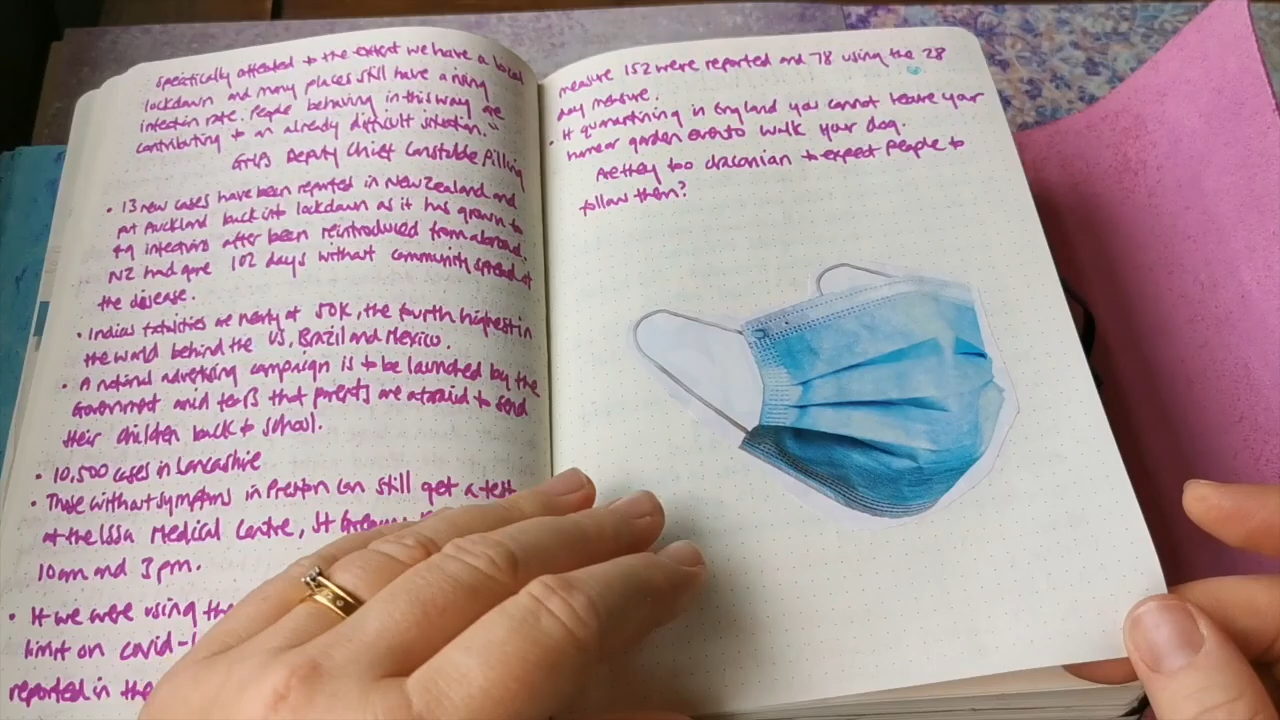 specifically affected to the extent we have a local
lockdown and many places still have a rising
infection rate. People behaving in this way are
contributing to an already difficult situation."
Deputy Chief Constable Pilling
• 13 new cases have been reported in New Zealand and
put Auckland back into lockdown as it has grown to
49 infections after been reintroduced from abroad.
NZ had gone 102 days without community spread of
the disease.
• Indias fatalities are nearly at 50K, the fourth highest in
the world behind the US, Brazil and Mexico.
• A national advertising campaign is to be launched by the
Government amid fears that parents are afraid to send
their children back to school.
• 10,500 cases in Lancashire
• Those without symptoms in Preston can still get a test
at the Issa Medical Centre, St
10am and 3pm.
• If we were using the
limit on covid-1
reported in the
measure 152 were reported and 78 using the 28
day measure.
• If quarantining in England you cannot leave your
home or garden even to walk your dog.
Are they too draconian to expect people to
follow them?